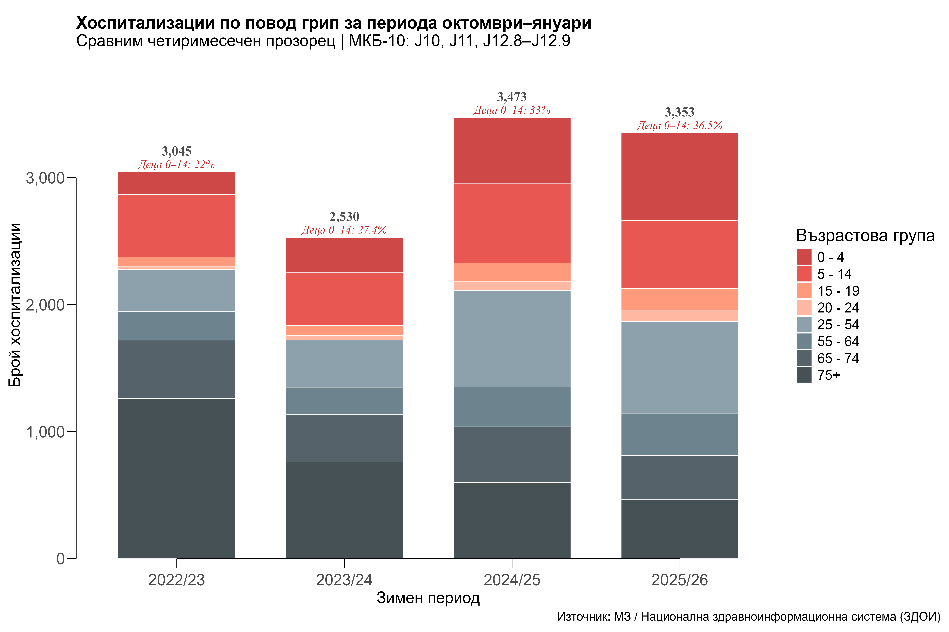 Хоспитализации по повод грип за периода октомври–януари
Сравним четиримесечен прозорец | МКБ-10: J10, J11, J12.8–J12.9
3,473
Деца 0–14: 33%
3,353
Деца 0–14: 36.5%
3,045
Деца 0–14: 22%
2,530
Деца 0–14: 27.4%
Брой хоспитализации
3,000
2,000
1,000
0
2022/23
2023/24
2024/25
2025/26
Зимен период
Възрастова група
0 - 4
5 - 14
15 - 19
20 - 24
25 - 54
55 - 64
65 - 74
75+
Източник: МЗ / Национална здравноинформационна система (ЗДОИ)